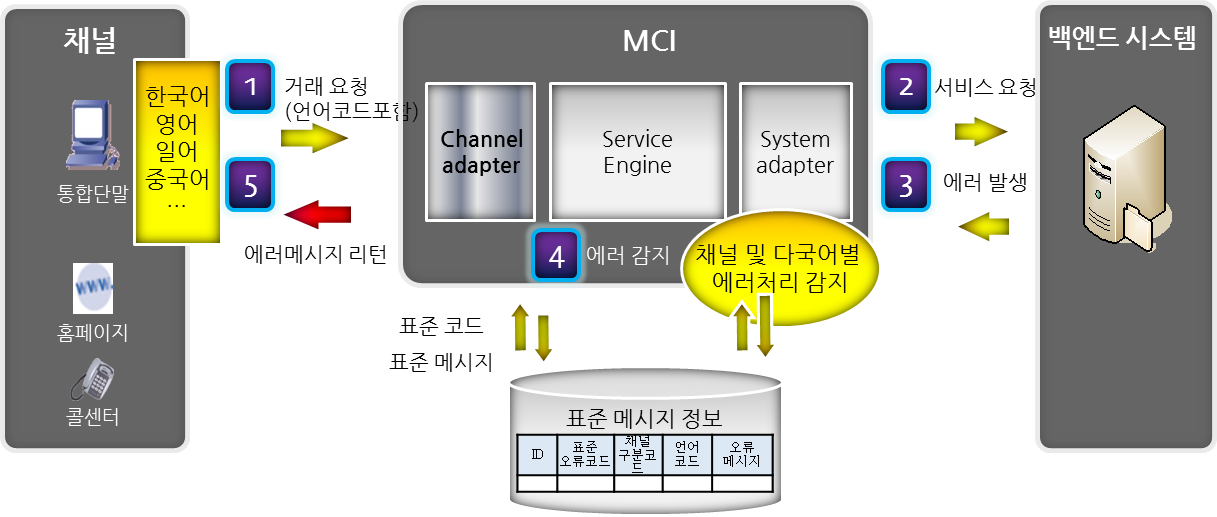 채널
한국어
영어
일어
중국어
...
통합단말
홈페이지
콜센터
1
거래 요청
(언어코드포함)
5
에러메시지 리턴
MCI
Channel
adapter
Service
Engine
System
adapter
4
에러 감지
채널 및 다국어별
에러처리 감지
2
서비스 요청
3
에러 발생
백엔드 시스템
www.
표준 코드
표준 메시지
표준 메시지 정보
ID
표준
오류코드
채널
구분코
드
언어
코드
오류
메시지